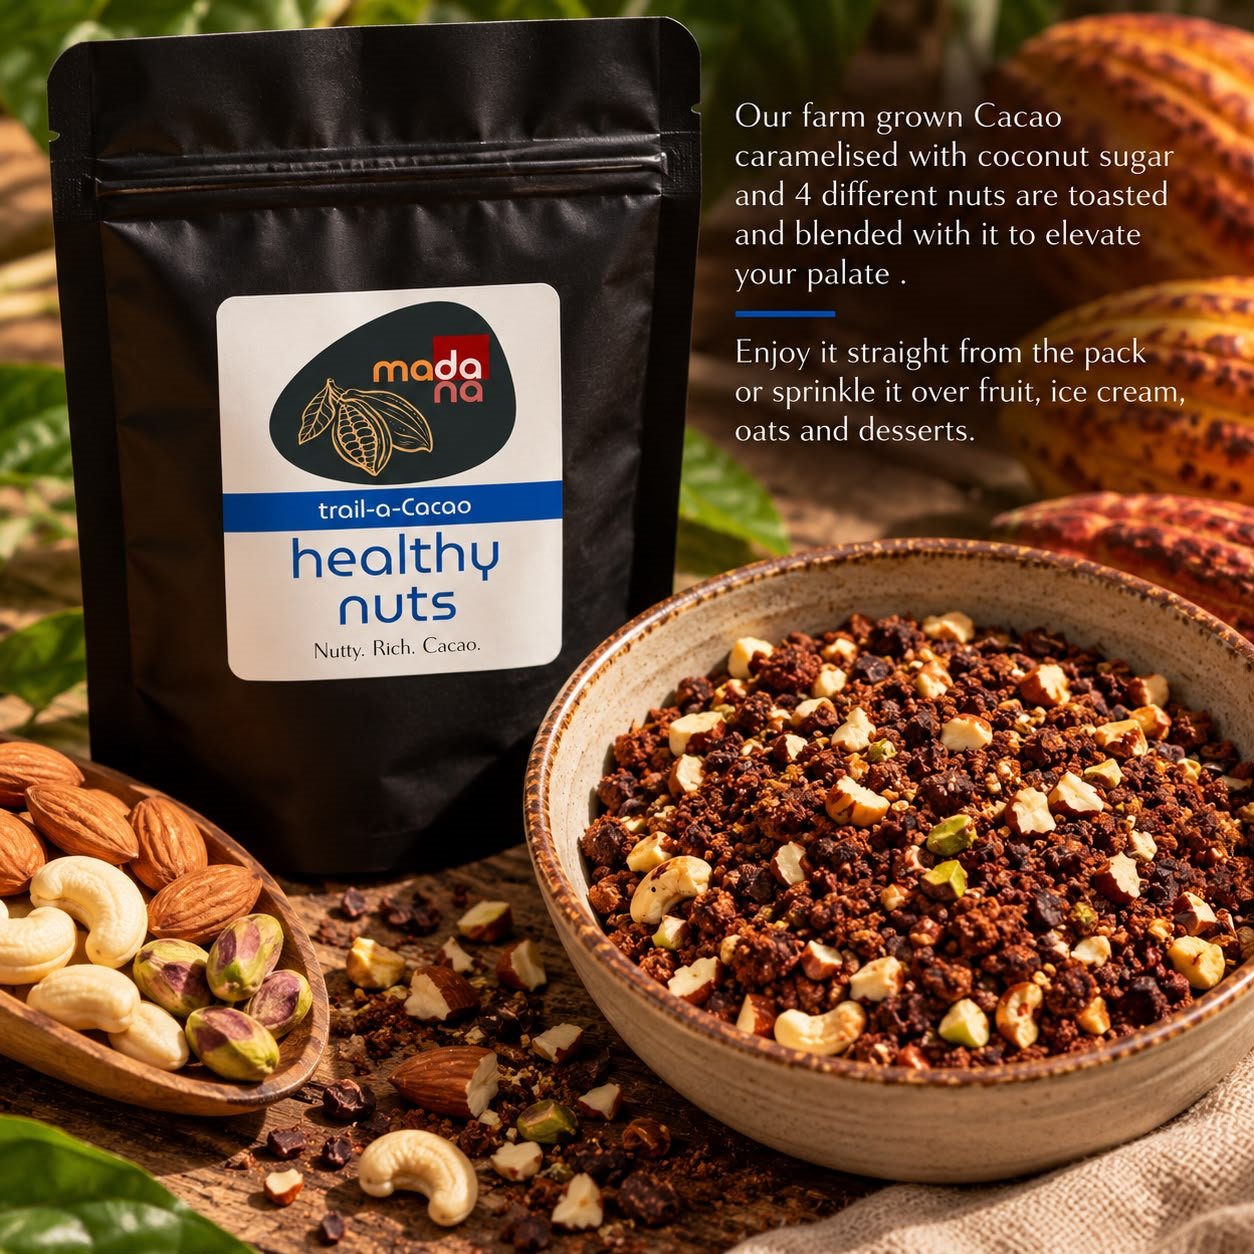 mada
na
trail-a-Cacao
healthy
nuts
Nutty. Rich. Cacao.
Our farm grown Cacao
caramelised with coconut sugar
and 4 different nuts are toasted
and blended with it to elevate
your palate .
Enjoy it straight from the pack
or sprinkle it over fruit, ice cream,
oats and desserts.